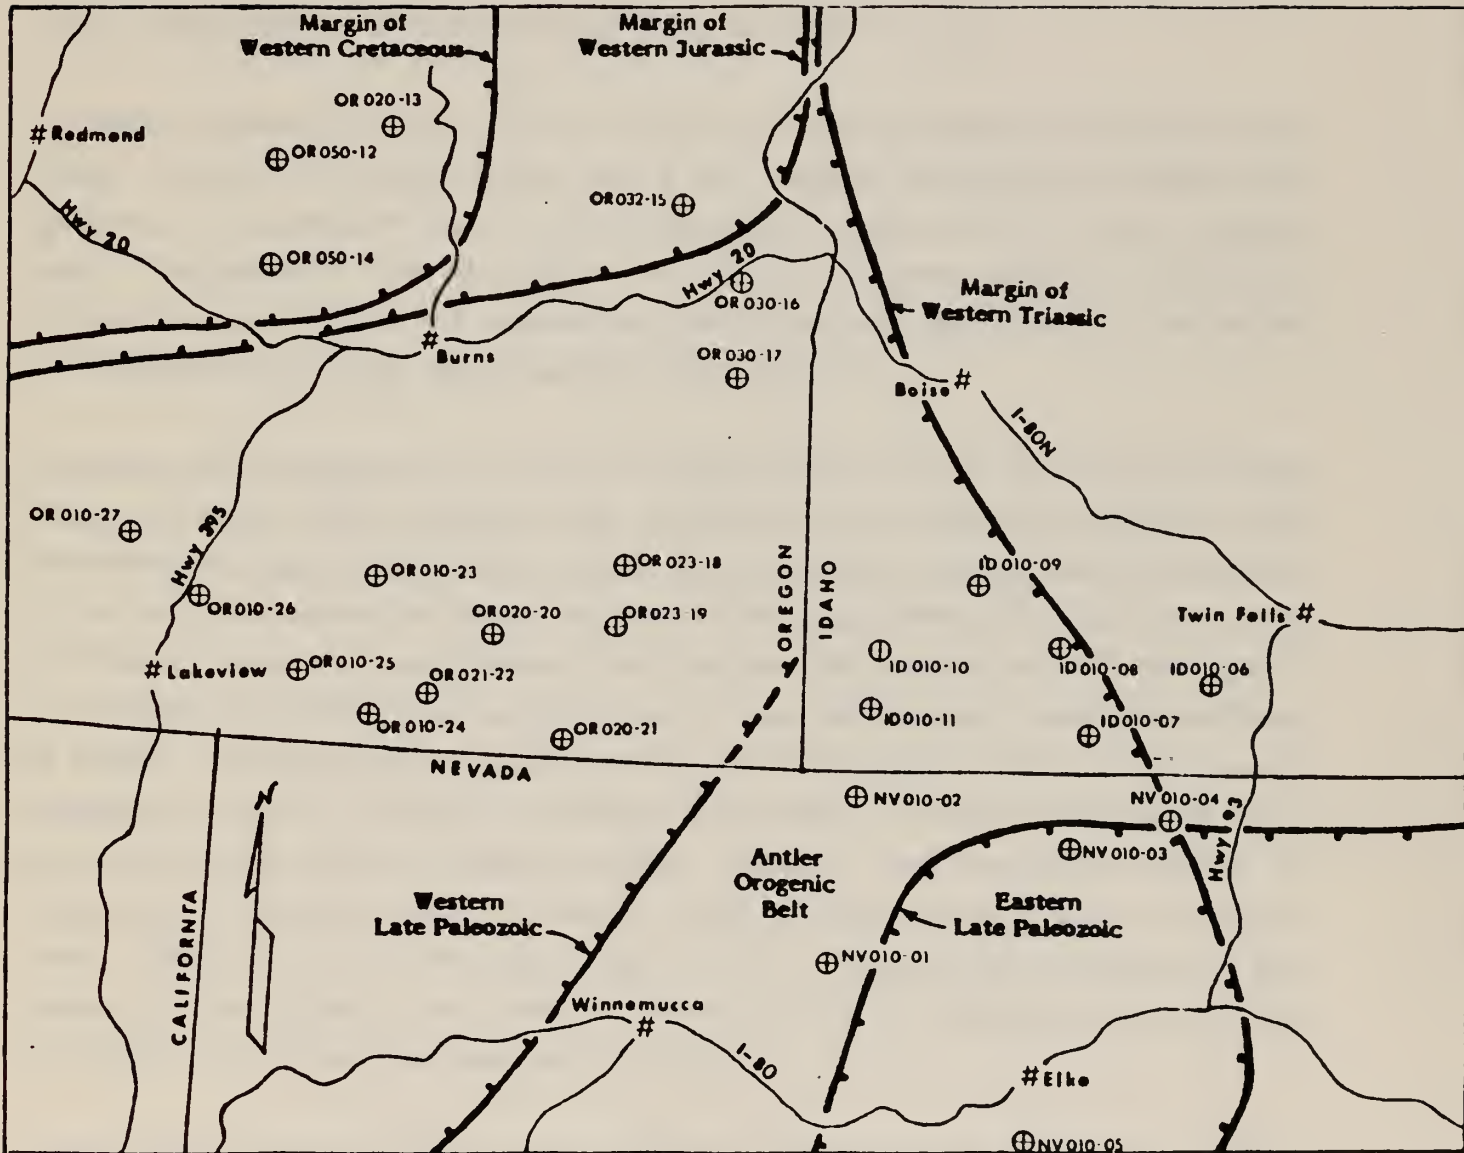 Margin of
Western Cretaceous
Margin of
Western Jurassic
OR 020-13
# Redmond
OR 050-12
OR 032-15
Hwy 20
OR 050-14
Hwy 20
OR 030-16
Margin of
Western Triassic
# Burns
OR 030-17
Boise #
I-80N
OR 010-27
Hwy 395
OR 010-23
OR 023-18
OREGON
IDAHO
ID 010-09
OR 010-26
OR 020-20
OR 023-19
Twin Falls #
# Lakeview
OR 010-25
OR 021-22
ID 010-10
ID 010-08
ID 010-06
OR 010-24
OR 020-21
ID 010-11
ID 010-07
NEVADA
N
NV 010-02
NV 010-04
Hwy 93
NV 010-03
CALIFORNIA
Western
Late Paleozoic
Antler
Orogenic
Belt
Eastern
Late Paleozoic
NV 010-01
Winnemucca
#
I-80
# Elko
NV 010-05